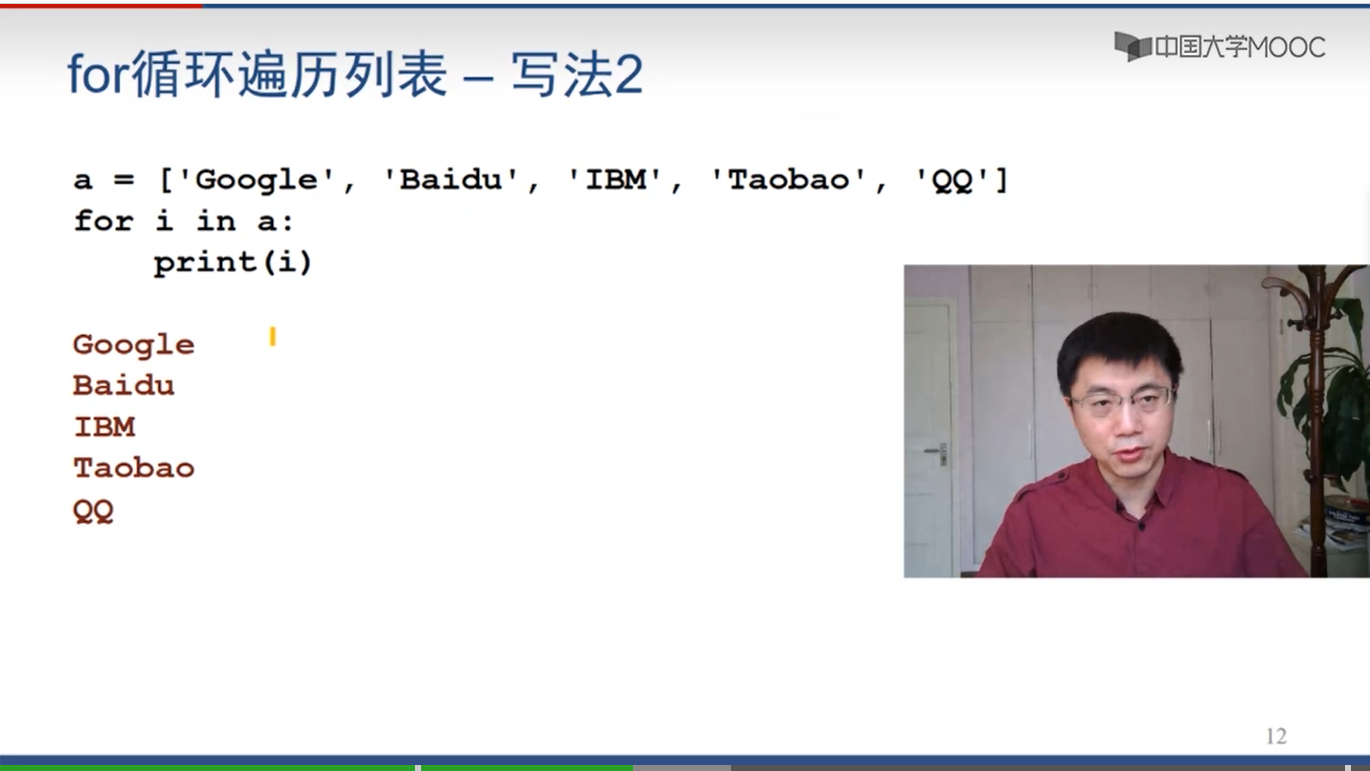 中国大学MOOC
for循环遍历列表 – 写法2
a = ['Google', 'Baidu', 'IBM', 'Taobao', 'QQ']
for i in a:
    print(i)
Google
Baidu
IBM
Taobao
QQ
12